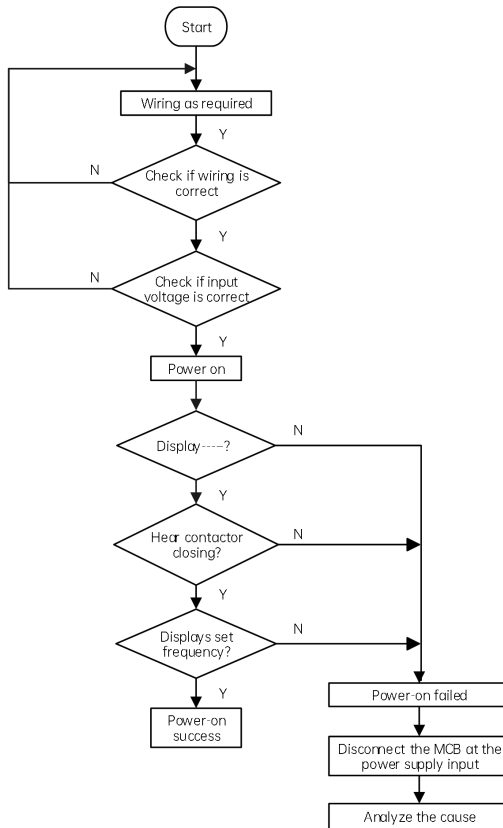 Start
Wiring as required
Y
N
Check if wiring is
correct
Y
N
Check if input
voltage is correct
Y
Power on
N
Display-----?
Y
N
Hear contactor
closing?
Y
N
Displays set
frequency?
Y
Power-on
success
Power-on failed
Disconnect the MCB at the
power supply input
Analyze the cause